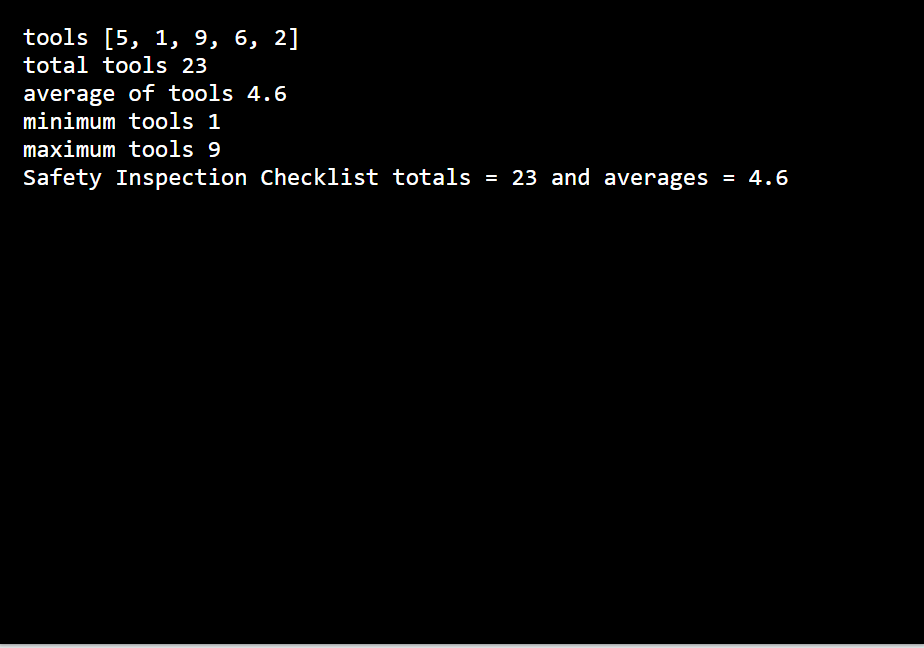 tools [5, 1, 9, 6, 2]
total tools 23
average of tools 4.6
minimum tools 1
maximum tools 9
Safety Inspection Checklist totals = 23 and averages = 4.6